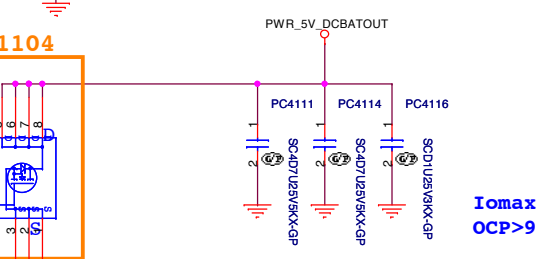 PWR_5V_DCBATOUT
1104
PC4111
PC4114
PC4116
1
1
1
2
2
2
G/P
G/P
G/P
SC4D7U25V5KX-GP
SC4D7U25V5KX-GP
SCD1U25V3KX-GP
6
7
8
D
D
D
D
S
S
S
S
3
2
Iomax
OCP>9